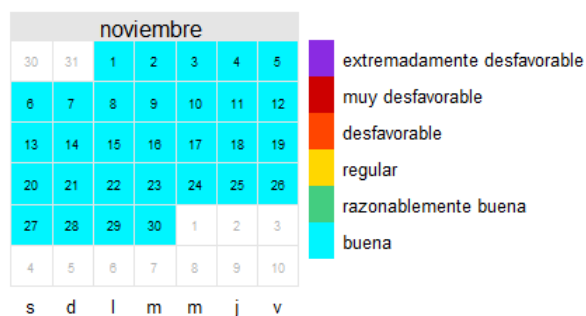 noviembre
30 31 1 2 3 4 5
6 7 8 9 10 11 12
13 14 15 16 17 18 19
20 21 22 23 24 25 26
27 28 29 30 1 2 3
4 5 6 7 8 9 10
s d l m m j v
extremadamente desfavorable
muy desfavorable
desfavorable
regular
razonablemente buena
buena